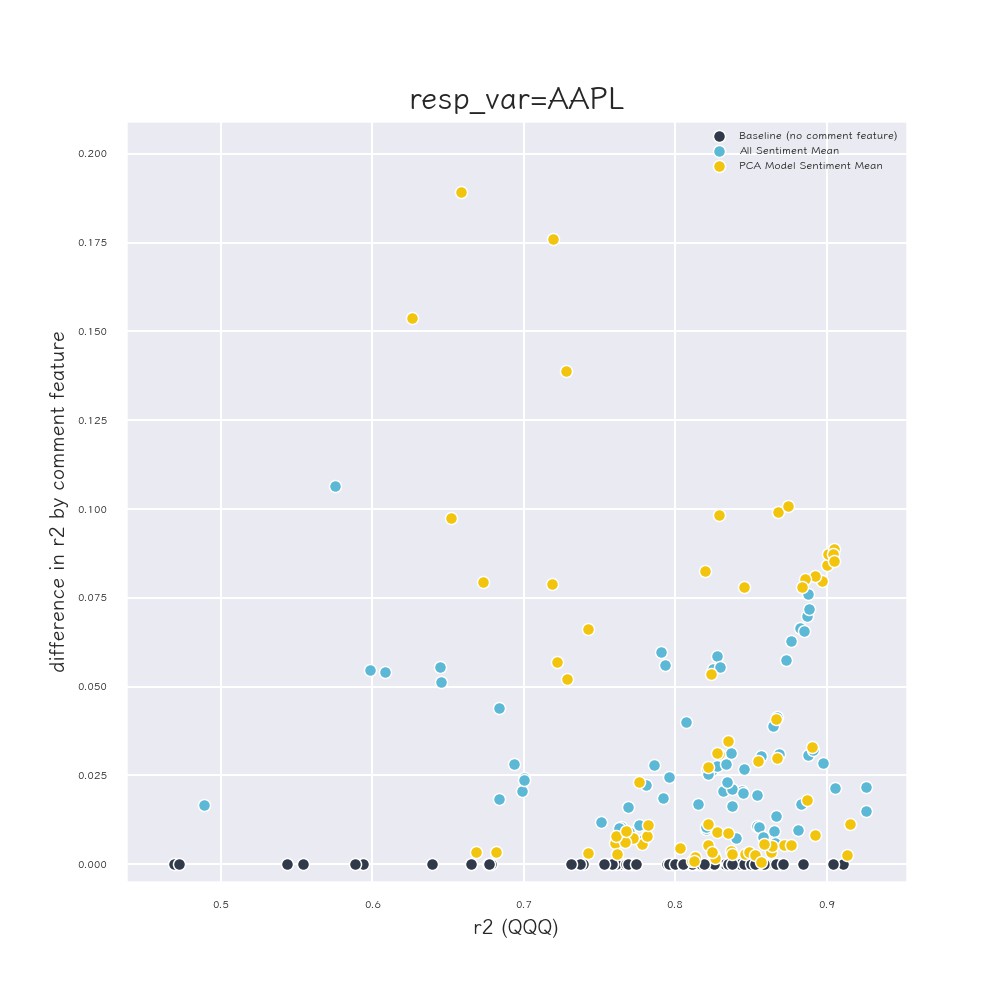 resp_var=AAPL
Baseline (no comment feature)
All Sentiment Mean
PCA Model Sentiment Mean
difference in r2 by comment feature
0.200
0.175
0.150
0.125
0.100
0.075
0.050
0.025
0.000
0.5 0.6 0.7 0.8 0.9
r2 (QQQ)